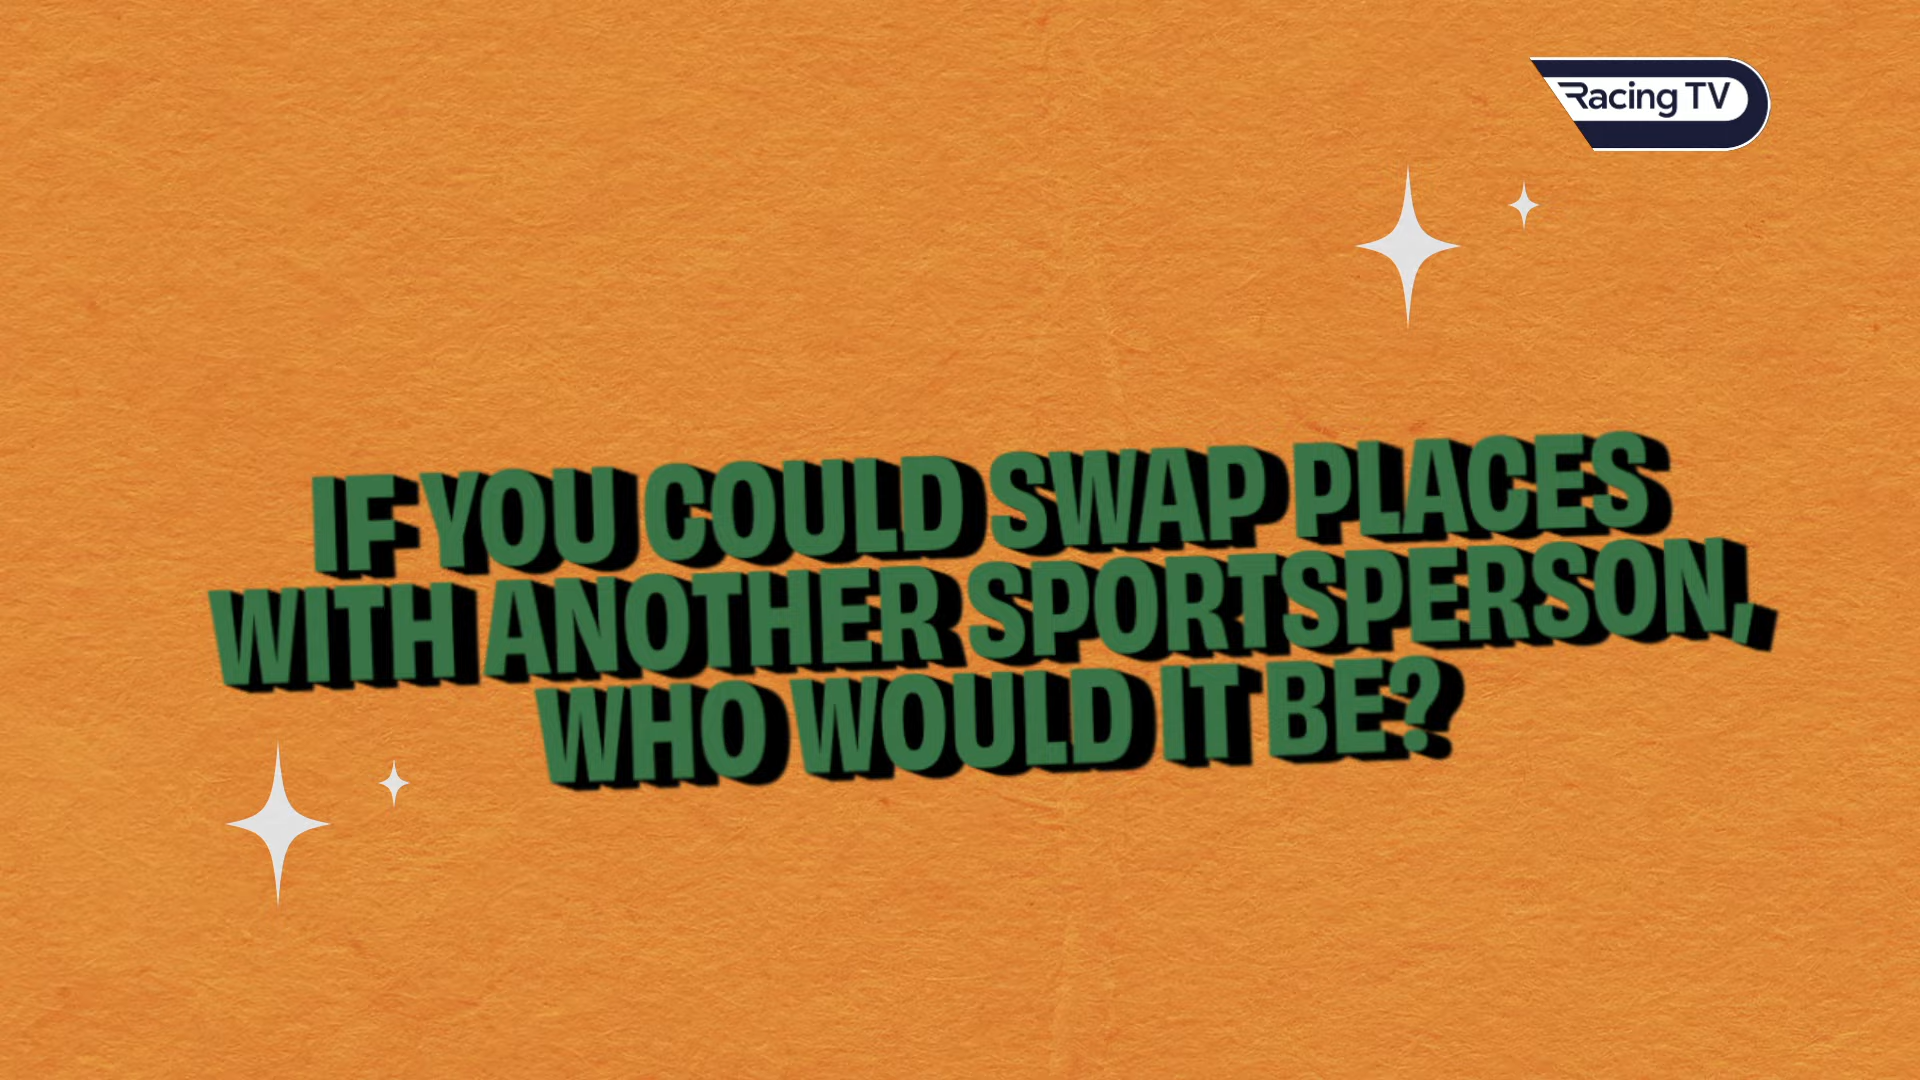 Racing TV
IF YOU COULD SWAP PLACES
WITH ANOTHER SPORTSPERSON,
WHO WOULD IT BE?